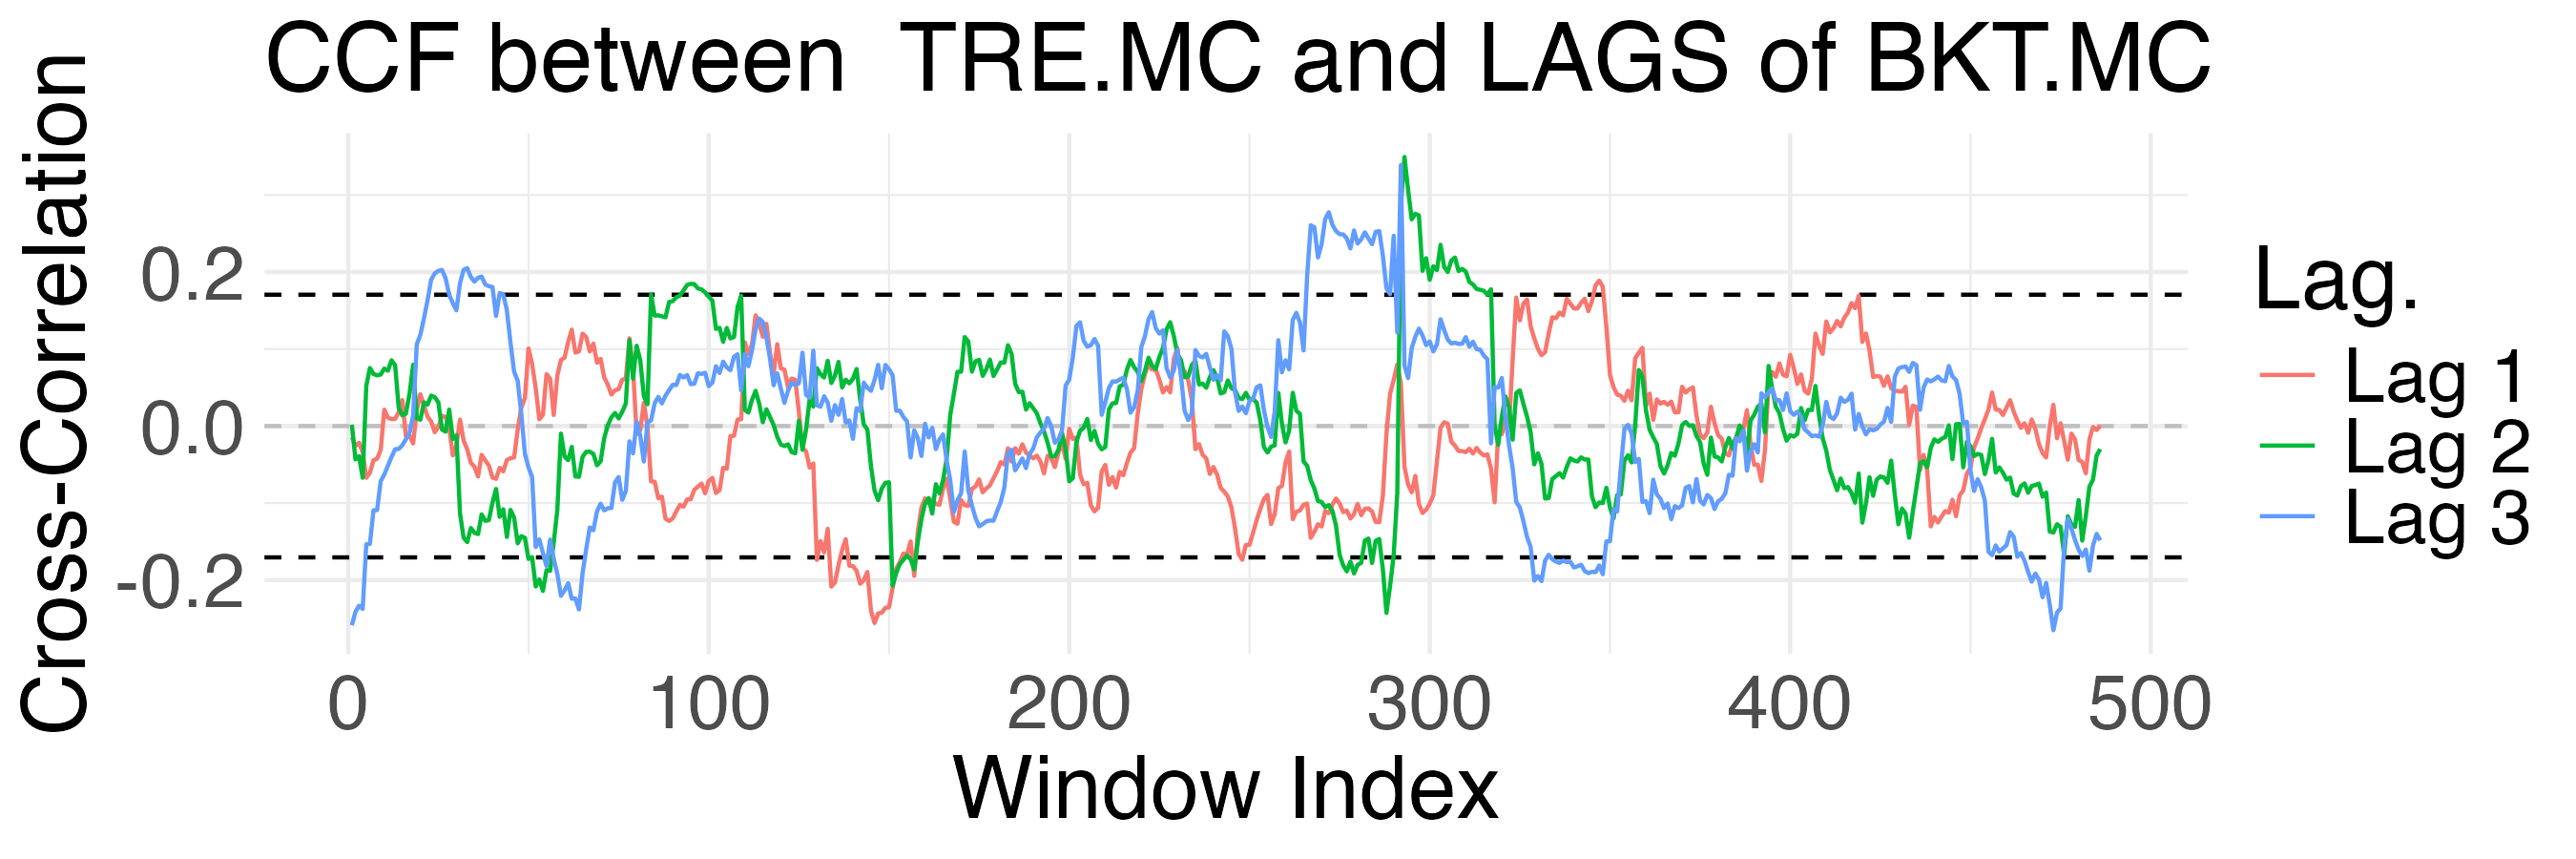 CCF between  TRE.MC and LAGS of BKT.MC
Cross-Correlation
0.2
0.0
-0.2
0 100 200 300 400 500
Window Index
Lag.
Lag 1
Lag 2
Lag 3